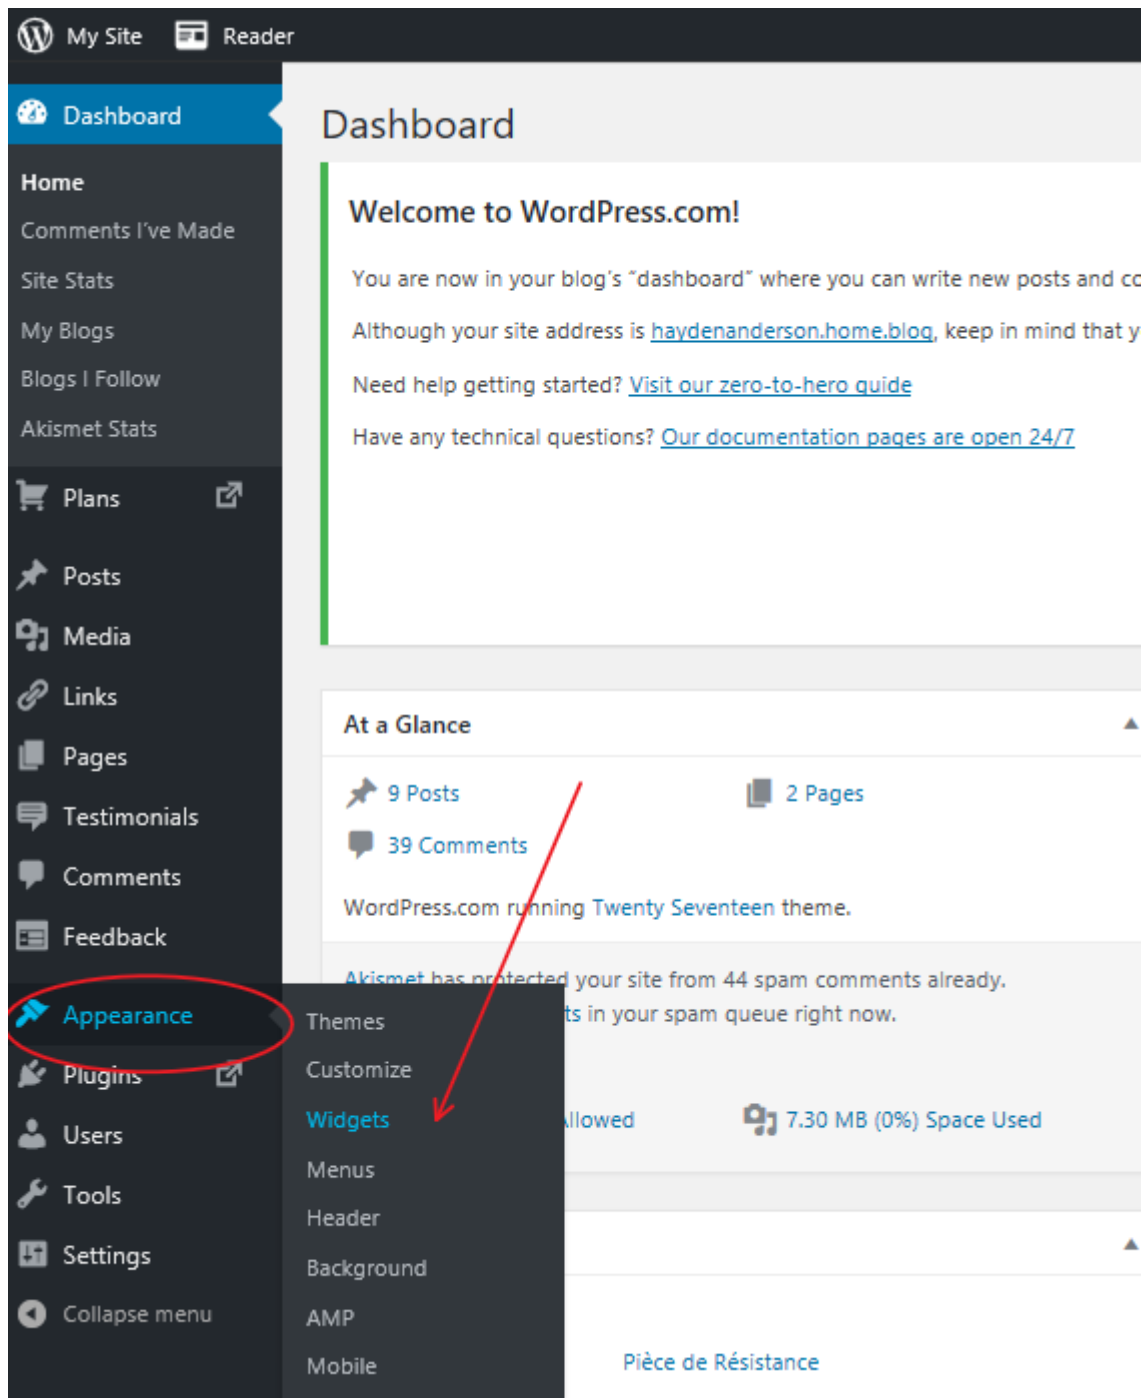 My Site
Reader
Dashboard
Home
Comments I've Made
Site Stats
My Blogs
Blogs I Follow
Akismet Stats
Plans
Posts
Media
Links
Pages
Testimonials
Comments
Feedback
Appearance
Plugins
Users
Tools
Settings
Collapse menu
Themes
Customize
Widgets
Menus
Header
Background
AMP
Mobile
Dashboard
Welcome to WordPress.com!
You are now in your blog's “dashboard” where you can write new posts and
Although your site address is haydenanderson.home.blog, keep in mind that
Need help getting started? Visit our zero-to-hero guide
Have any technical questions? Our documentation pages are open 24/7
At a Glance
9 Posts
2 Pages
39 Comments
WordPress.com running Twenty Seventeen theme.
Akismet has protected your site from 44 spam comments already.
in your spam queue right now.
7.30 MB (0%) Space Used
Pièce de Résistance